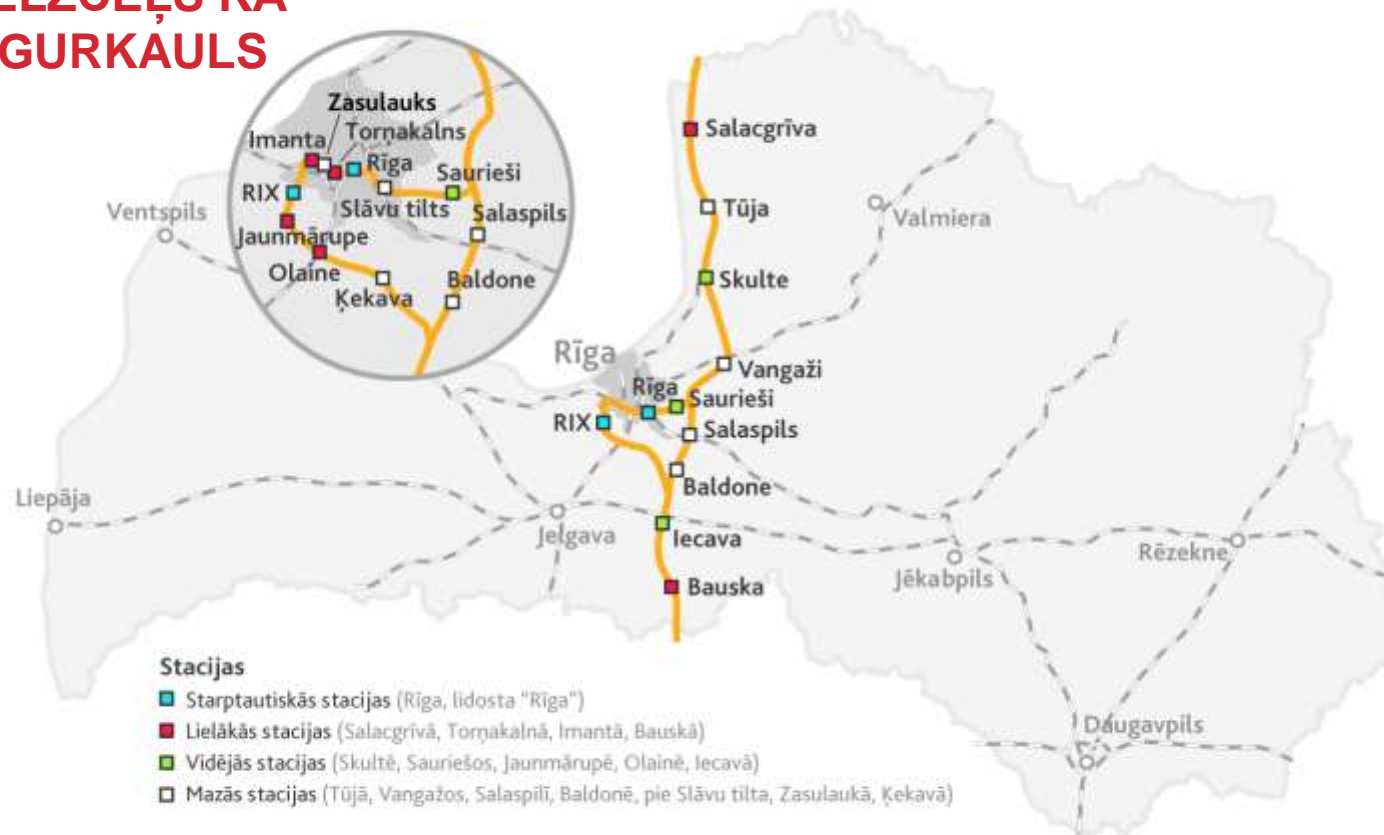 ELZCEĻŠ KĀ
GURKAULS
Zasulauks
Imanta
Torņakalns
Rīga
Saurieši
RIX
Slāvu tilts
Salaspils
Jaunmārupe
Olaine
Baldone
Ķekava
Ventspils
Salacgrīva
Tūja
Valmiera
Skulte
Rīga
Vangaži
Rīga
Saurieši
RIX
Salaspils
Baldone
Liepāja
Jelgava
Iecava
Rēzekne
Jēkabpils
Bauska
Daugavpils
Stacijas
Starptautiskās stacijas (Rīga, lidosta "Rīga")
Lielākās stacijas (Salacgrīvā, Torņakalnā, Imantā, Bauskā)
Vidējās stacijas (Skultē, Sauriešos, Jaunmārupē, Olainē, Iecavā)
Mazās stacijas (Tūjā, Vangažos, Salaspilī, Baldonē, pie Slāvu tilta, Zasulaukā, Ķekavā)